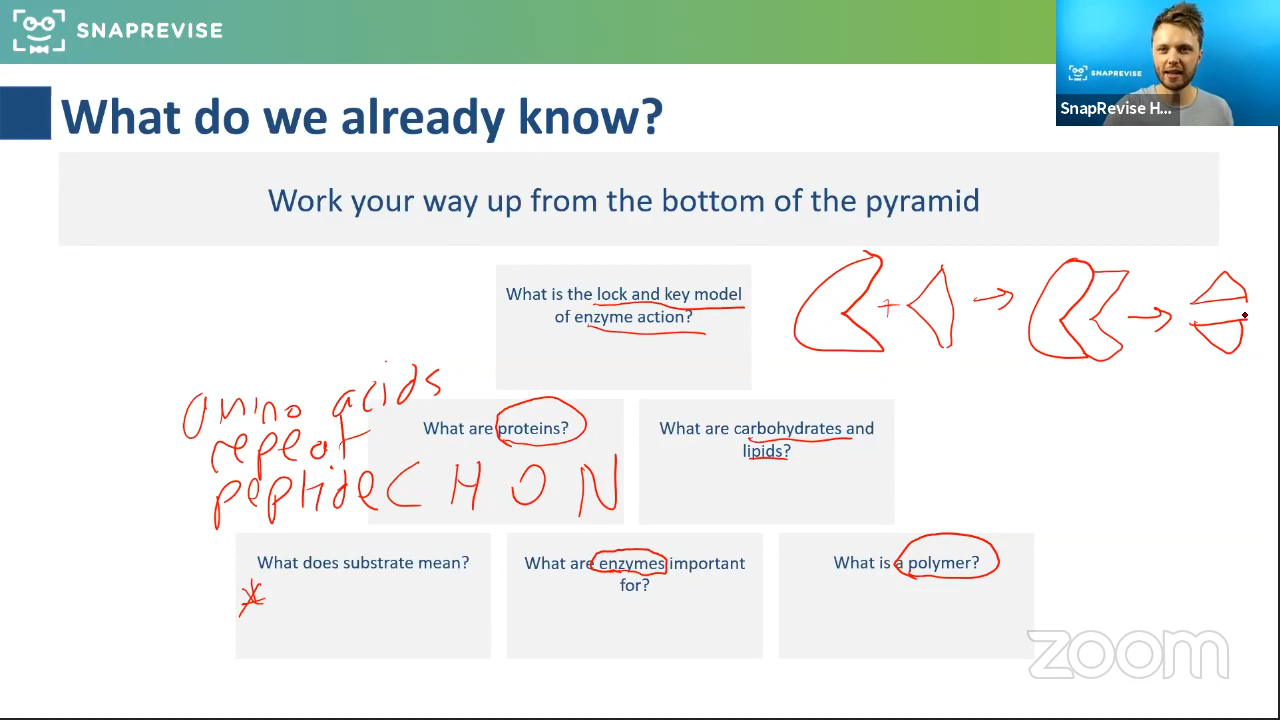 SNAPREVISE
SNAPREVISE
SnapRevise H...
What do we already know?
Work your way up from the bottom of the pyramid
What is the lock and key model
of enzyme action?
+
amino acids
repeat
peptide
What are proteins?
C H O N
What are carbohydrates and
lipids?
What does substrate mean?
What are enzymes important
for?
What is a polymer?
zoom